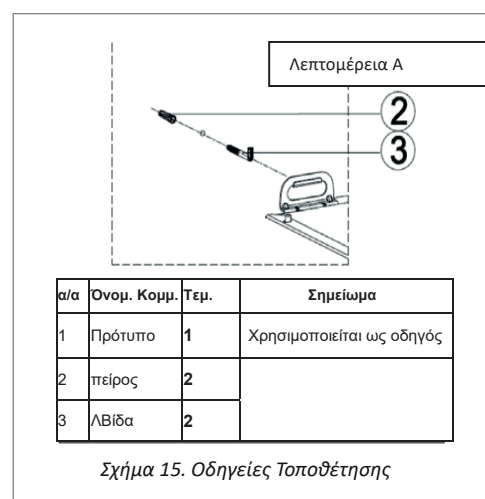 Λεπτομέρεια Α
2
3
α/α Όνομ. Κομμ. Τεμ. Σημείωμα
1 Πρότυπο 1 Χρησιμοποιείται ως οδηγός
2 πείρος 2
3 ΛΒίδα 2
Σχήμα 15. Οδηγείες Τοποθέτησης